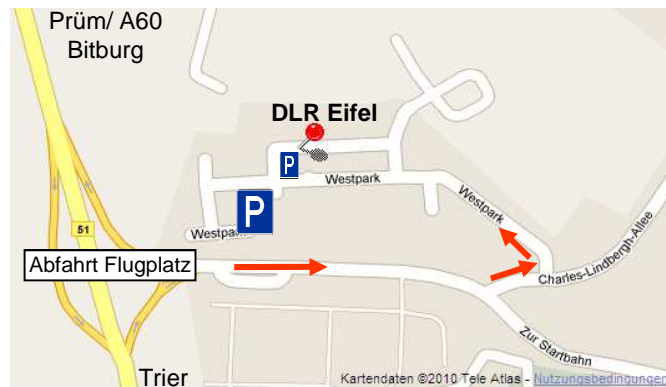 Prüm/ A60
Bitburg
DLR Eifel
P
Westpark
Westpark
P
51
Westpark
Abfahrt Flugplatz
Charles-Lindbergh-Allee
Zur Startbahn
Trier
Kartendaten ©2010 Tele Atlas - Nutzungsbedingungen